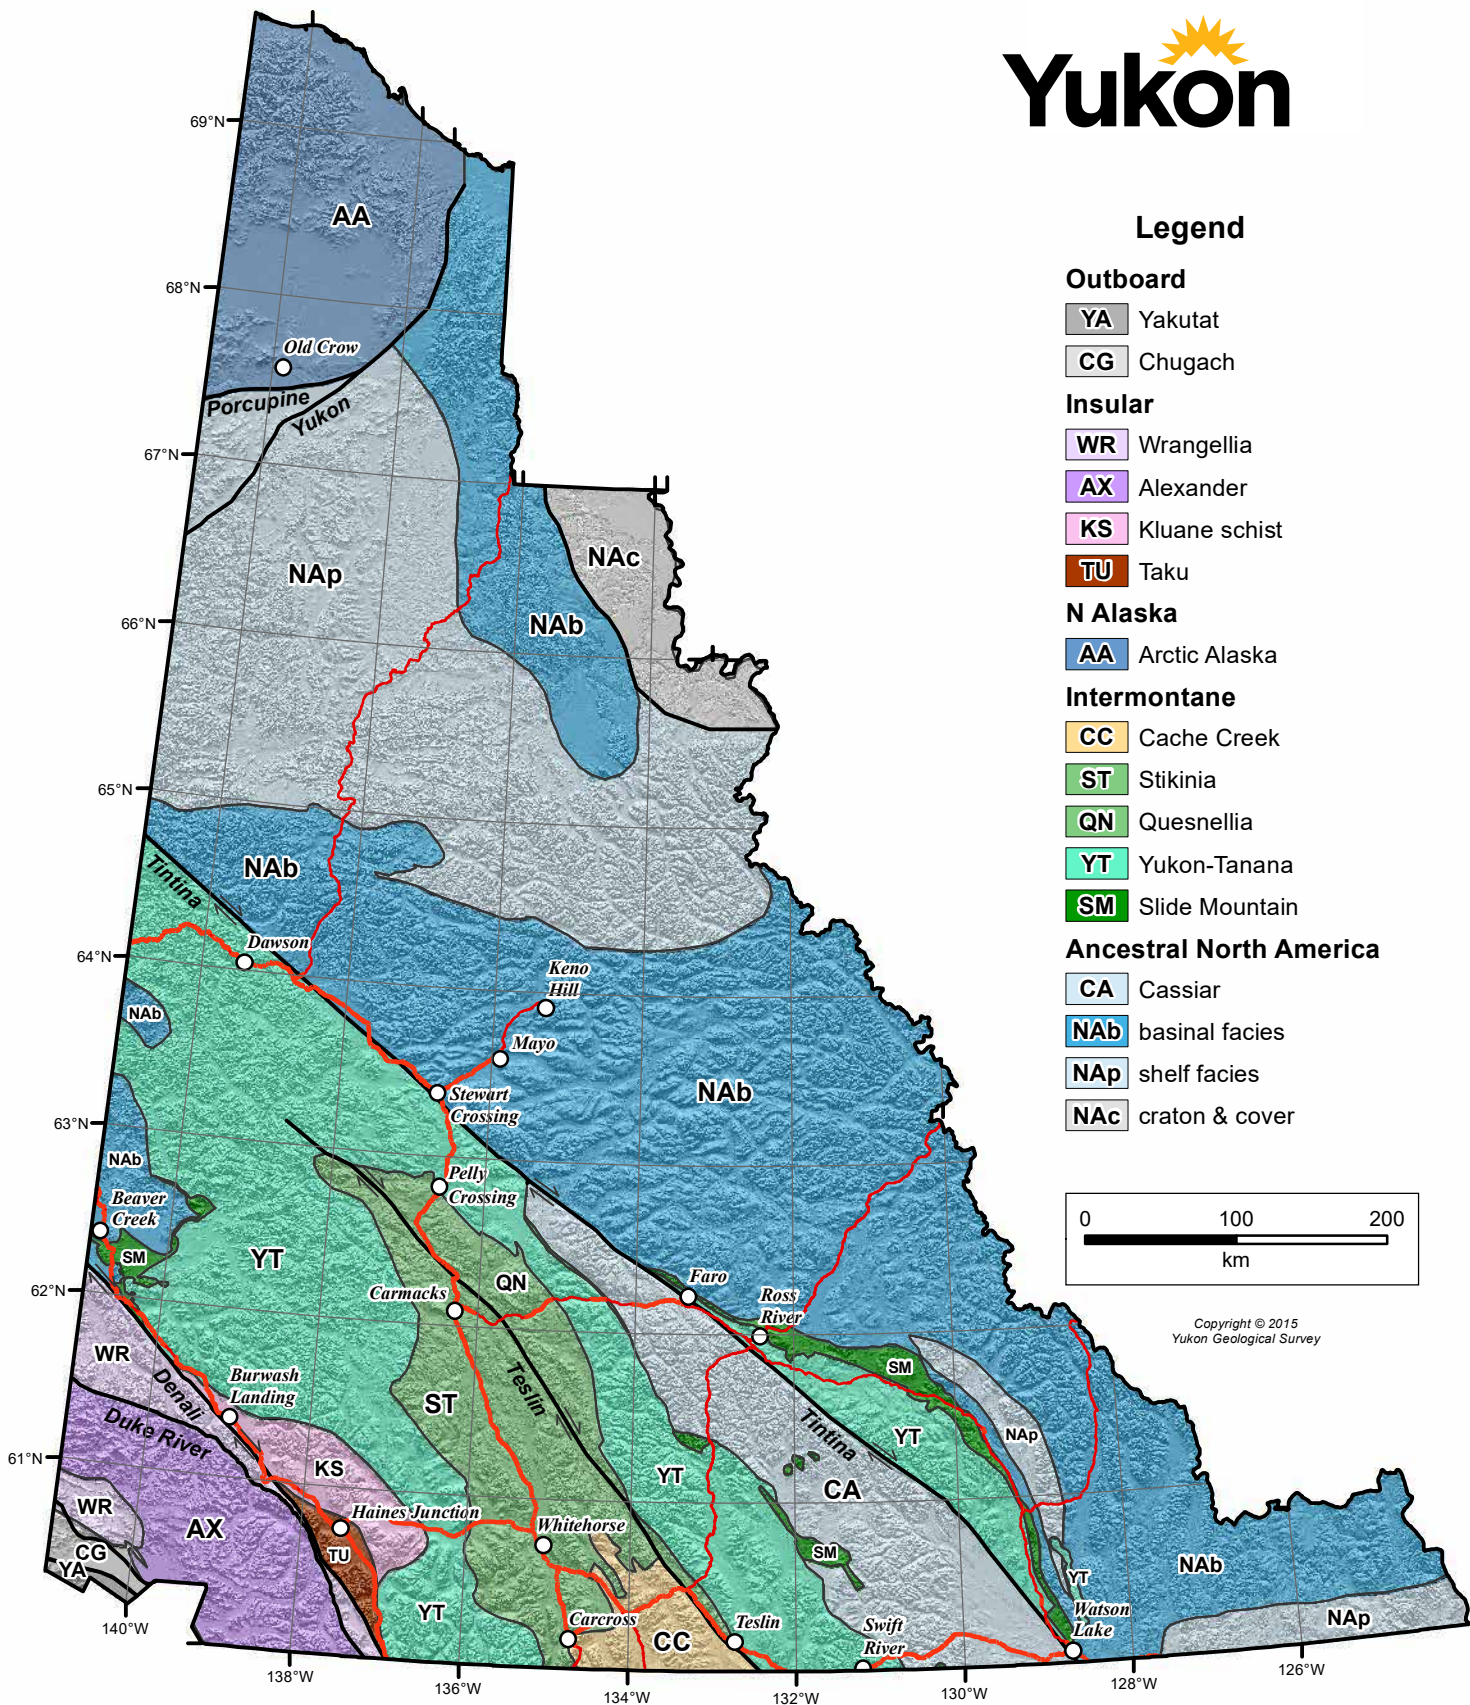 Yukon
69°N
AA
68°N
Old Crow
Porcupine
Yukon
67°N
NAc
NAp
66°N
NAb
65°N
NAb
Tintina
Dawson
64°N
Keno
Hill
NAb
Mayo
NAb
Stewart
Crossing
63°N
NAb
Pelly
Crossing
Beaver
Creek
SM
YT
62°N
QN
Faro
Carmacks
Ross
River
WR
SM
Burwash
Landing
Denali
Duke River
ST
Teslin
Tintina
YT
NAp
61°N
KS
YT
CA
WR
AX
Haines Junction
Whitehorse
CG
YA
TU
SM
NAb
YT
YT
Watson
Lake
NAp
Carcross
CC
Teslin
Swift
River
140°W
138°W
136°W
134°W
132°W
130°W
128°W
126°W
Legend
Outboard
YA Yakutat
CG Chugach
Insular
WR Wrangellia
AX Alexander
KS Kluane schist
TU Taku
N Alaska
AA Arctic Alaska
Intermontane
CC Cache Creek
ST Stikinia
QN Quesnellia
YT Yukon-Tanana
SM Slide Mountain
Ancestral North America
CA Cassiar
NAb basinal facies
NAp shelf facies
NAc craton & cover
0 100 200
km
Copyright © 2015
Yukon Geological Survey